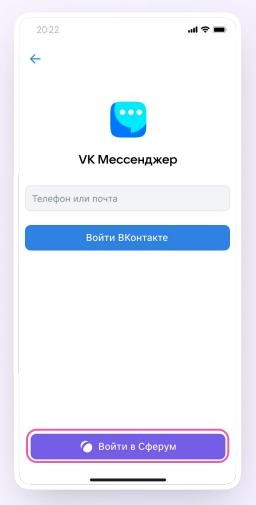 20:22
VK Мессенджер
Телефон или почта
Войти ВКонтакте
Войти в Сферум